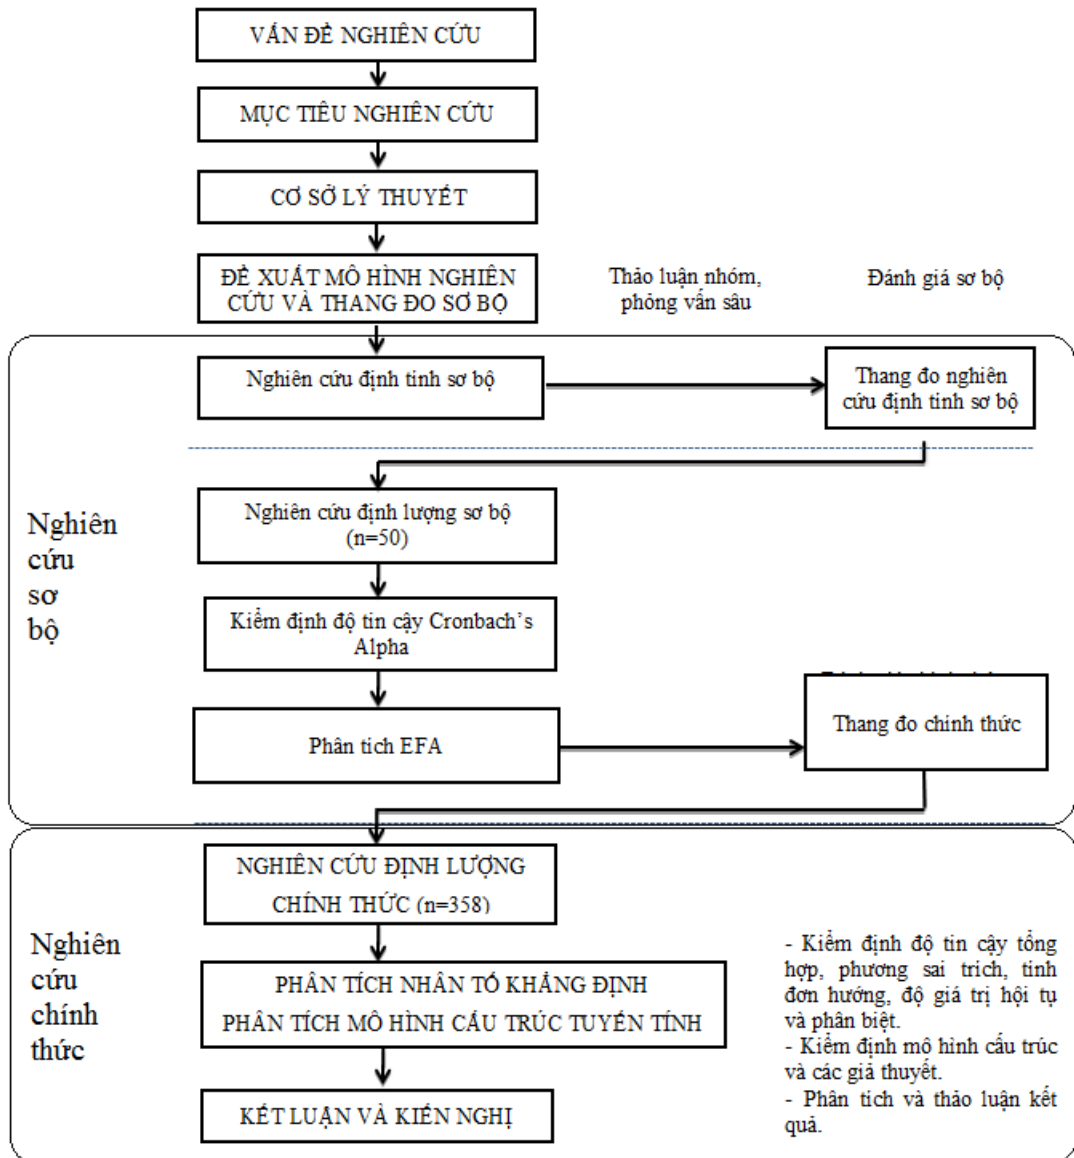 VẤN ĐỀ NGHIÊN CỨU
MỤC TIÊU NGHIÊN CỨU
CƠ SỞ LÝ THUYẾT
ĐỀ XUẤT MÔ HÌNH NGHIÊN
CỨU VÀ THANG ĐO SƠ BỘ
Thảo luận nhóm,
phỏng vấn sâu
Đánh giá sơ bộ
Nghiên cứu định tính sơ bộ
Thang đo nghiên
cứu định tính sơ bộ
Nghiên
cứu
sơ
bộ
Nghiên cứu định lượng sơ bộ
(n=50)
Kiểm định độ tin cậy Cronbach's
Alpha
Phân tích EFA
Thang đo chính thức
Nghiên
cứu
chính
thức
NGHIÊN CỨU ĐỊNH LƯỢNG
CHÍNH THỨC (n=358)
PHÂN TÍCH NHÂN TỐ KHẲNG ĐỊNH
PHÂN TÍCH MÔ HÌNH CẤU TRÚC TUYẾN TÍNH
KẾT LUẬN VÀ KIẾN NGHỊ
- Kiểm định độ tin cậy tổng
hợp, phương sai trích, tính
đơn hướng, độ giá trị hội tụ
và phân biệt.
- Kiểm định mô hình cấu trúc
và các giả thuyết.
- Phân tích và thảo luận kết
quả.